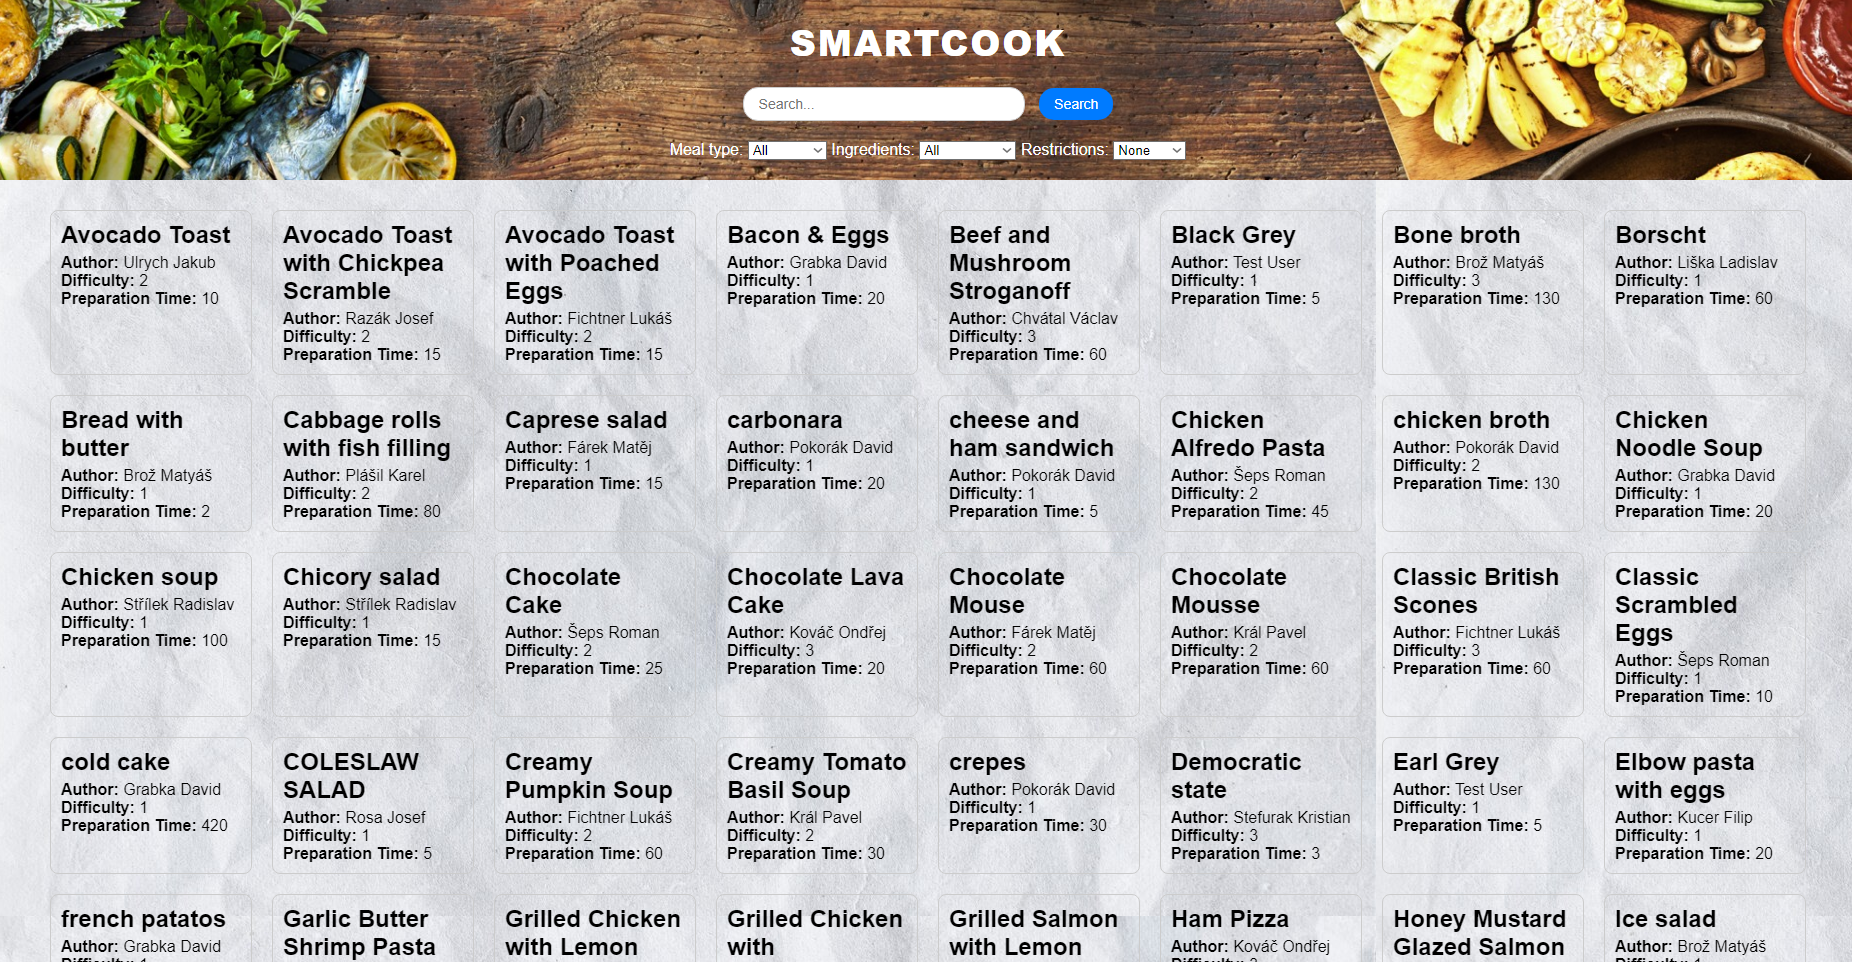 SMARTCOOK
Search...
Search
Meal type: All Ingredients: All Restrictions: None
Avocado Toast
Author: Ulrych Jakub
Difficulty: 2
Preparation Time: 10
Avocado Toast
with Chickpea
Scramble
Author: Razák Josef
Difficulty: 2
Preparation Time: 15
Avocado Toast
with Poached
Eggs
Author: Fichtner Lukáš
Difficulty: 2
Preparation Time: 15
Bacon & Eggs
Author: Grabka David
Difficulty: 1
Preparation Time: 20
Beef and
Mushroom
Stroganoff
Author: Chvátal Václav
Difficulty: 3
Preparation Time: 60
Black Grey
Author: Test User
Difficulty: 1
Preparation Time: 5
Bone broth
Author: Brož Matyáš
Difficulty: 3
Preparation Time: 130
Borscht
Author: Liška Ladislav
Difficulty: 1
Preparation Time: 60
Bread with
butter
Author: Brož Matyáš
Difficulty: 1
Preparation Time: 2
Cabbage rolls
with fish filling
Author: Plášil Karel
Difficulty: 2
Preparation Time: 80
Caprese salad
Author: Fárek Matěj
Difficulty: 1
Preparation Time: 15
carbonara
Author: Pokorák David
Difficulty: 1
Preparation Time: 20
cheese and
ham sandwich
Author: Pokorák David
Difficulty: 1
Preparation Time: 5
Chicken
Alfredo Pasta
Author: Šeps Roman
Difficulty: 2
Preparation Time: 45
chicken broth
Author: Pokorák David
Difficulty: 2
Preparation Time: 130
Chicken
Noodle Soup
Author: Grabka David
Difficulty: 1
Preparation Time: 20
Chicken soup
Author: Střílek Radislav
Difficulty: 1
Preparation Time: 100
Chicory salad
Author: Střílek Radislav
Difficulty: 1
Preparation Time: 15
Chocolate
Cake
Author: Šeps Roman
Difficulty: 2
Preparation Time: 25
Chocolate Lava
Cake
Author: Kováč Ondřej
Difficulty: 3
Preparation Time: 20
Chocolate
Mouse
Author: Fárek Matěj
Difficulty: 2
Preparation Time: 60
Chocolate
Mousse
Author: Král Pavel
Difficulty: 2
Preparation Time: 60
Classic British
Scones
Author: Fichtner Lukáš
Difficulty: 3
Preparation Time: 60
Classic
Scrambled
Eggs
Author: Šeps Roman
Difficulty: 1
Preparation Time: 10
cold cake
Author: Grabka David
Difficulty: 1
Preparation Time: 420
COLESLAW
SALAD
Author: Rosa Josef
Difficulty: 1
Preparation Time: 5
Creamy
Pumpkin Soup
Author: Fichtner Lukáš
Difficulty: 2
Preparation Time: 60
Creamy Tomato
Basil Soup
Author: Král Pavel
Difficulty: 2
Preparation Time: 30
crepes
Author: Pokorák David
Difficulty: 1
Preparation Time: 30
Democratic
state
Author: Stefurak Kristian
Difficulty: 3
Preparation Time: 3
Earl Grey
Author: Test User
Difficulty: 1
Preparation Time: 5
Elbow pasta
with eggs
Author: Kucer Filip
Difficulty: 1
Preparation Time: 20
french patatos
Author: Grabka David
Garlic Butter
Shrimp Pasta
Grilled Chicken
with Lemon
Grilled Chicken
with
Grilled Salmon
with Lemon
Ham Pizza
Author: Kováč Ondřej
Honey Mustard
Glazed Salmon
Ice salad
Author: Brož Matyáš